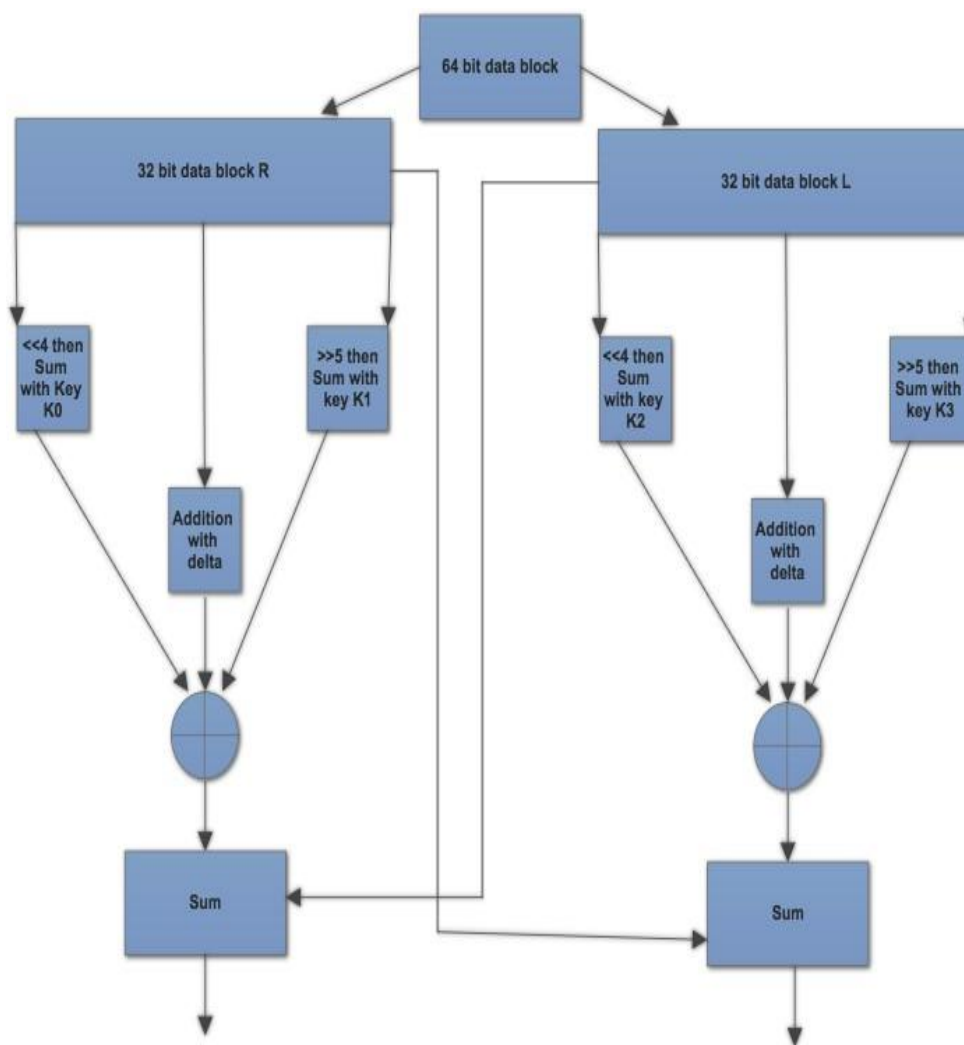 64 bit data block
32 bit data block R
32 bit data block L
<<4 then
Sum
with Key
K0
>>5 then
Sum with
key K1
<<4 then
Sum
with key
K2
>>5 then
Sum with
key K3
Addition
with
delta
Addition
with
delta
Sum
Sum